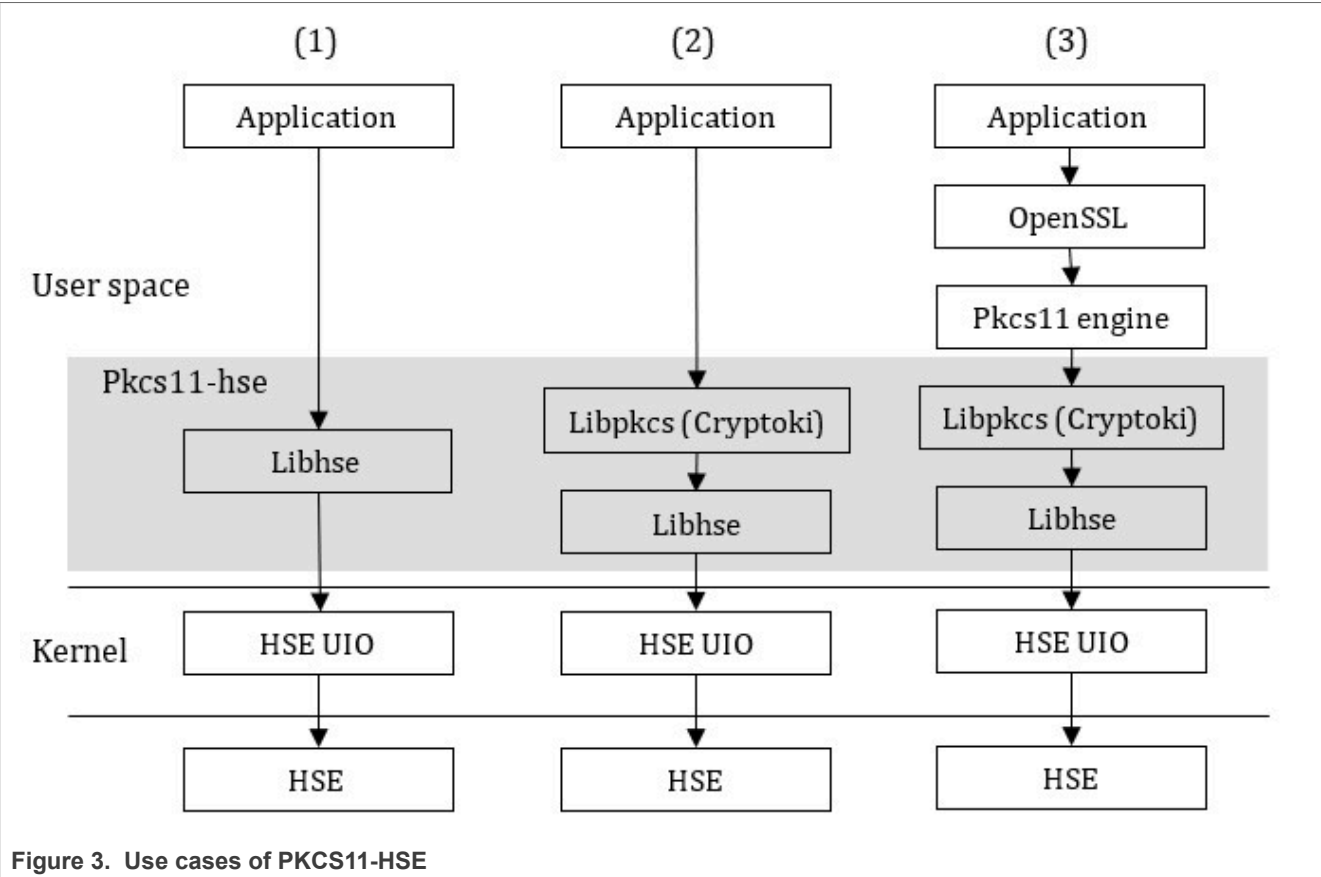 (1)
(2)
(3)
Application
Application
Application
OpenSSL
User space
Pkcs11 engine
Pkcs11-hse
Libhse
Libpkcs (Cryptoki)
Libpkcs (Cryptoki)
Libhse
Libhse
Kernel
HSE UIO
HSE UIO
HSE UIO
HSE
HSE
HSE
Figure 3. Use cases of PKCS11-HSE